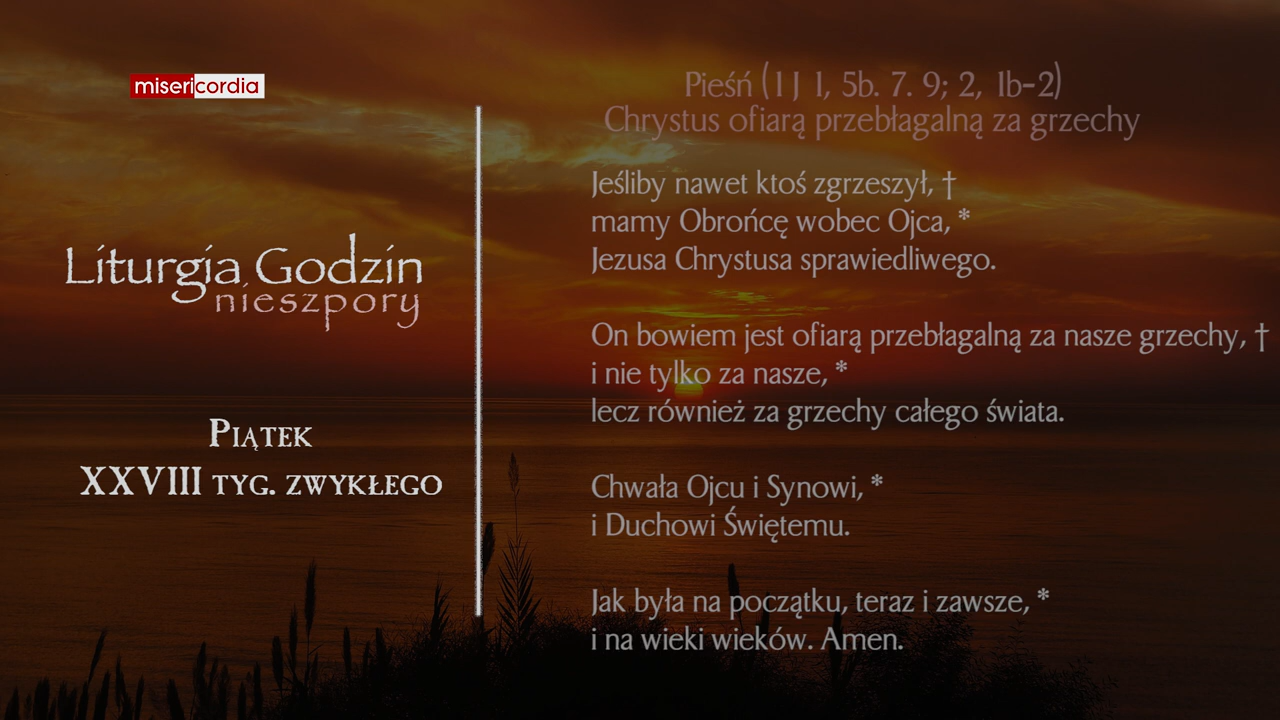 misericordia
Liturgia Godzin
nieszpory
Piątek
XXVIII tyg. zwykłego
Pieśń (1 J 1, 5b. 7. 9; 2, 1b-2)
Chrystus ofiarą przebłagalną za grzechy
Jeśliby nawet ktoś zgrzeszył, †
mamy Obrońcę wobec Ojca, *
Jezusa Chrystusa sprawiedliwego.
On bowiem jest ofiarą przebłagalną za nasze grzechy, †
i nie tylko za nasze, *
lecz również za grzechy całego świata.
Chwała Ojcu i Synowi, *
i Duchowi Świętemu.
Jak była na początku, teraz i zawsze, *
i na wieki wieków. Amen.